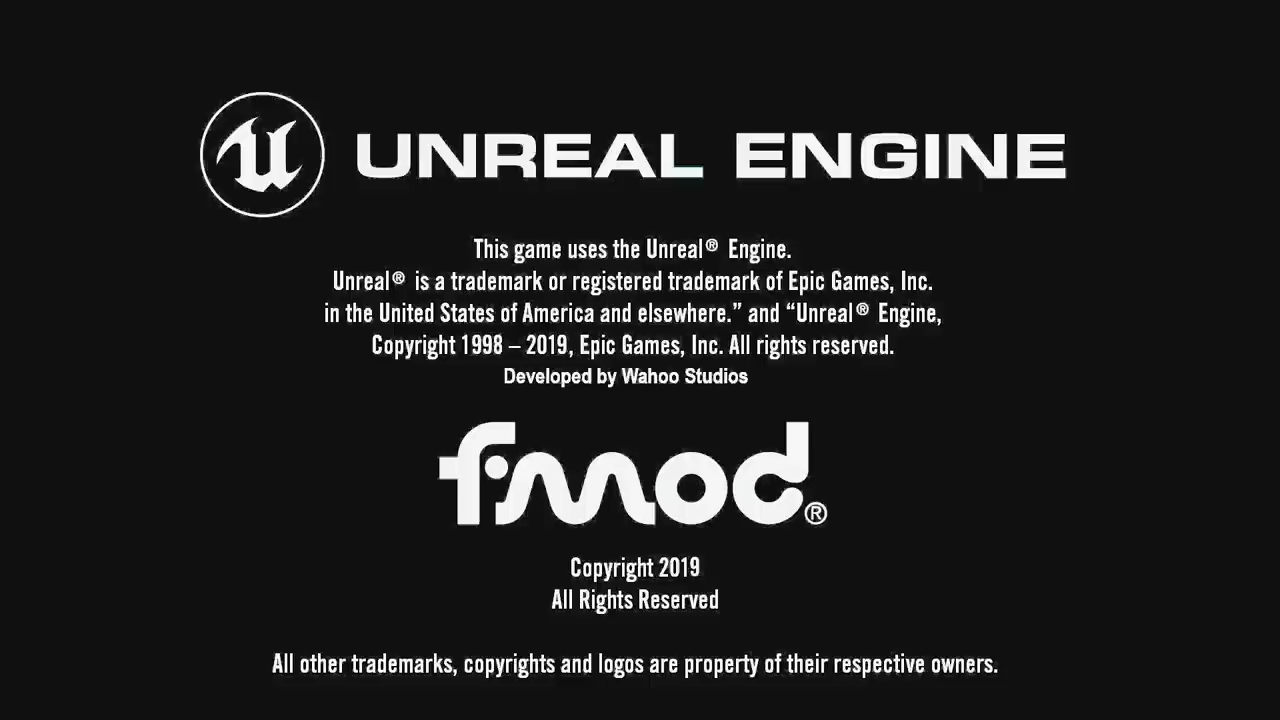 UNREAL ENGINE
This game uses the Unreal® Engine.
Unreal® is a trademark or registered trademark of Epic Games, Inc.
in the United States of America and elsewhere.” and “Unreal® Engine,
Copyright 1998 – 2019, Epic Games, Inc. All rights reserved.
Developed by Wahoo Studios
fmod®
Copyright 2019
All Rights Reserved
All other trademarks, copyrights and logos are property of their respective owners.